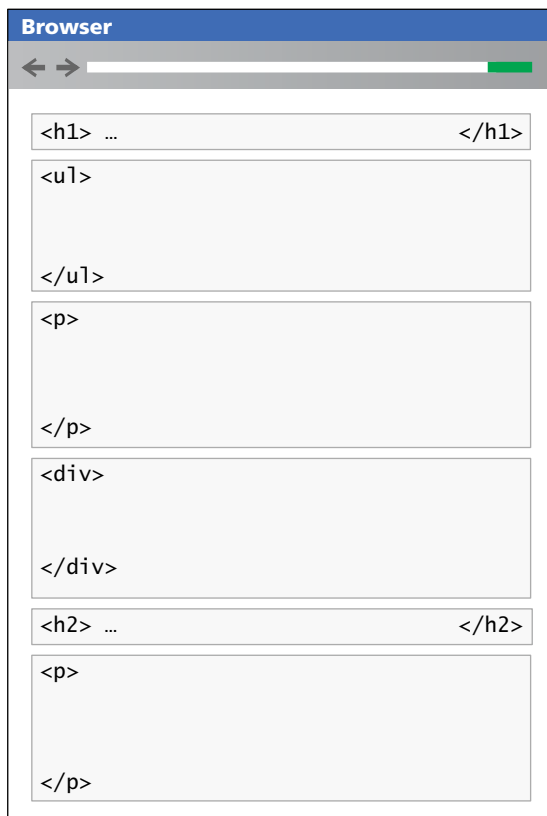 Browser
<h1> … </h1>
<ul>
</ul>
<p>
</p>
<div>
</div>
<h2> … </h2>
<p>
</p>